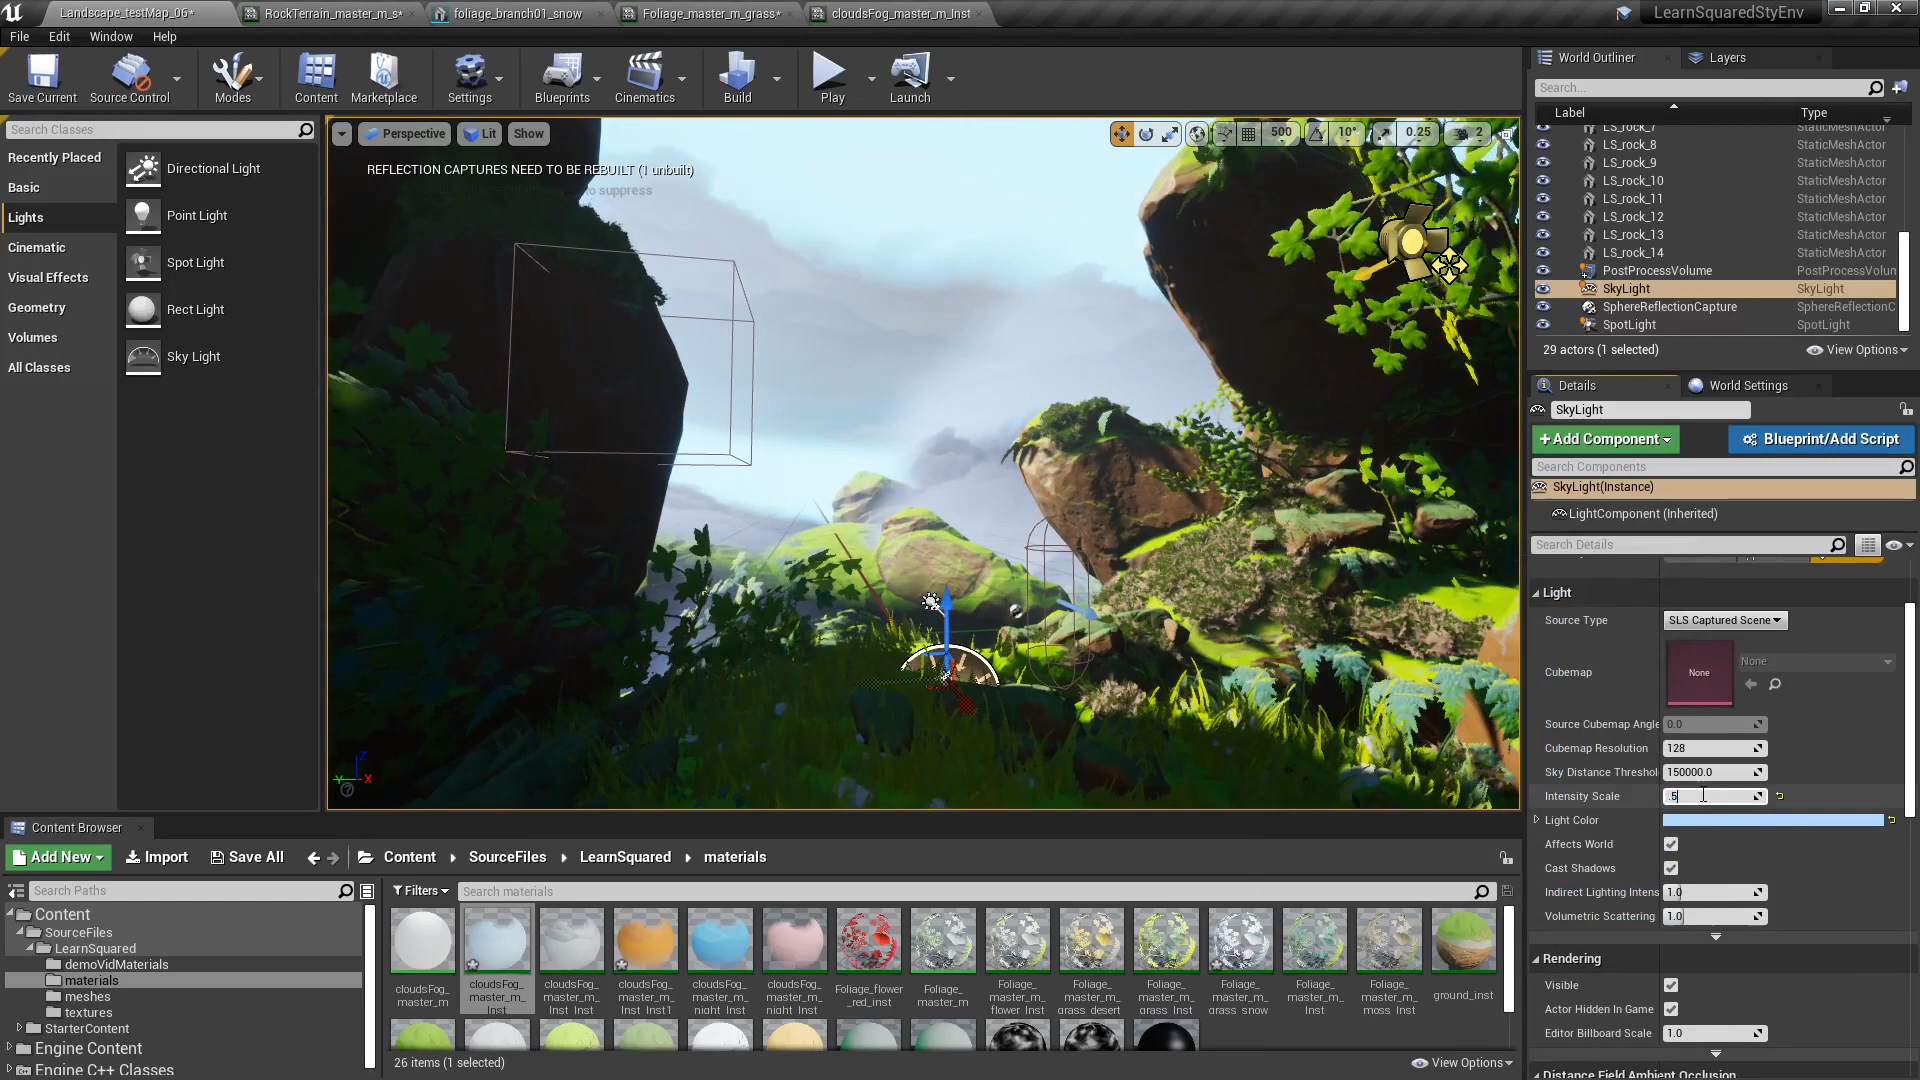 Landscape_testMap_06*
RockTerrain_master_m_s*
foliage_branch01_snow
Foliage_master_m_grass*
cloudsFog_master_m_Inst
LearnSquaredStyEnv
File Edit Window Help
World Outliner
Layers
Save Current
Source Control
Modes
Content
Marketplace
Settings
Blueprints
Cinematics
Build
Play
Launch
Search...
Label Type
LS_rock_7 StaticMeshActor
LS_rock_8 StaticMeshActor
LS_rock_9 StaticMeshActor
LS_rock_10 StaticMeshActor
LS_rock_11 StaticMeshActor
LS_rock_12 StaticMeshActor
LS_rock_13 StaticMeshActor
LS_rock_14 StaticMeshActor
PostProcessVolume PostProcessVolun
SkyLight SkyLight
SphereReflectionCapture SphereReflectionC
SpotLight SpotLight
29 actors (1 selected)
View Options
Search Classes
Recently Placed
Basic
Lights
Cinematic
Visual Effects
Geometry
Volumes
All Classes
Directional Light
Point Light
Spot Light
Rect Light
Sky Light
Perspective
Lit
Show
500
10°
0.25
2
REFLECTION CAPTURES NEED TO BE REBUILT (1 unbuilt)
to suppress
Z
Y
X
Details
World Settings
SkyLight
+Add Component
Blueprint/Add Script
Search Components
SkyLight(Instance)
LightComponent (Inherited)
Search Details
Light
Source Type SLS Captured Scene
Cubemap None None
Source Cubemap Angle 0.0
Cubemap Resolution 128
Sky Distance Threshol 150000.0
Intensity Scale .5
Light Color
Affects World
Cast Shadows
Indirect Lighting Intens 1.0
Volumetric Scattering 1.0
Rendering
Visible
Actor Hidden In Game
Editor Billboard Scale 1.0
Distance Field Ambient Occlusion
Content Browser
Add New
Import
Save All
Content
SourceFiles
LearnSquared
materials
Search Paths
Filters
Search materials
Content
SourceFiles
LearnSquared
demoVidMaterials
materials
meshes
textures
StarterContent
Engine Content
Engine C++ Classes
cloudsFog_
master_m
cloudsFog_
master_m_
Inst
cloudsFog_
master_m_
Inst_Inst
cloudsFog_
master_m_
Inst_Inst1
cloudsFog_
master_m_
night_Inst
cloudsFog_
master_m_
night_Inst
Foliage_flower
_red_inst
Foliage_
master_m
Foliage_
master_m_
flower_Inst
Foliage_
master_m_
grass_desert
Foliage_
master_m_
grass_Inst
Foliage_
master_m_
grass_snow
Foliage_
master_m_
Inst
Foliage_
master_m_
moss_Inst
ground_inst
26 items (1 selected)
View Options